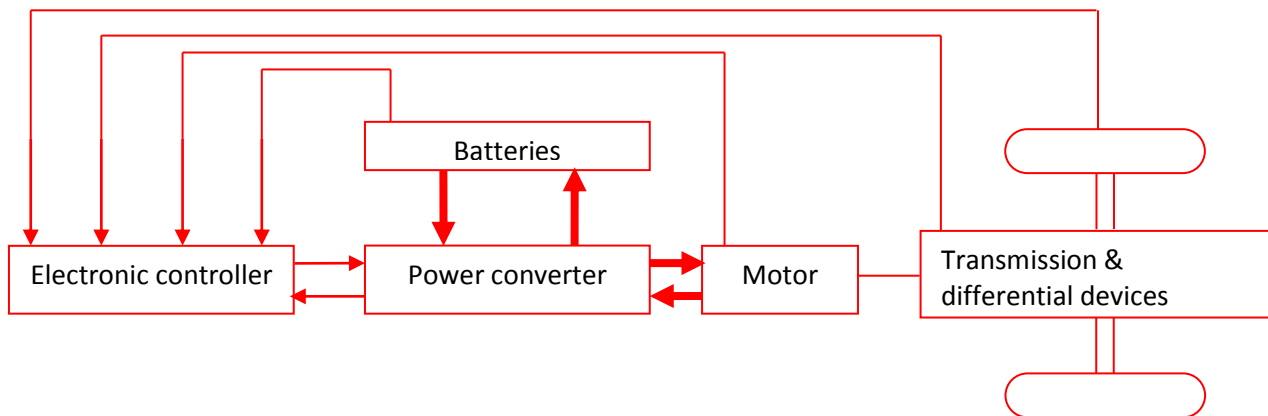 Batteries
Electronic controller
Power converter
Motor
Transmission &
differential devices